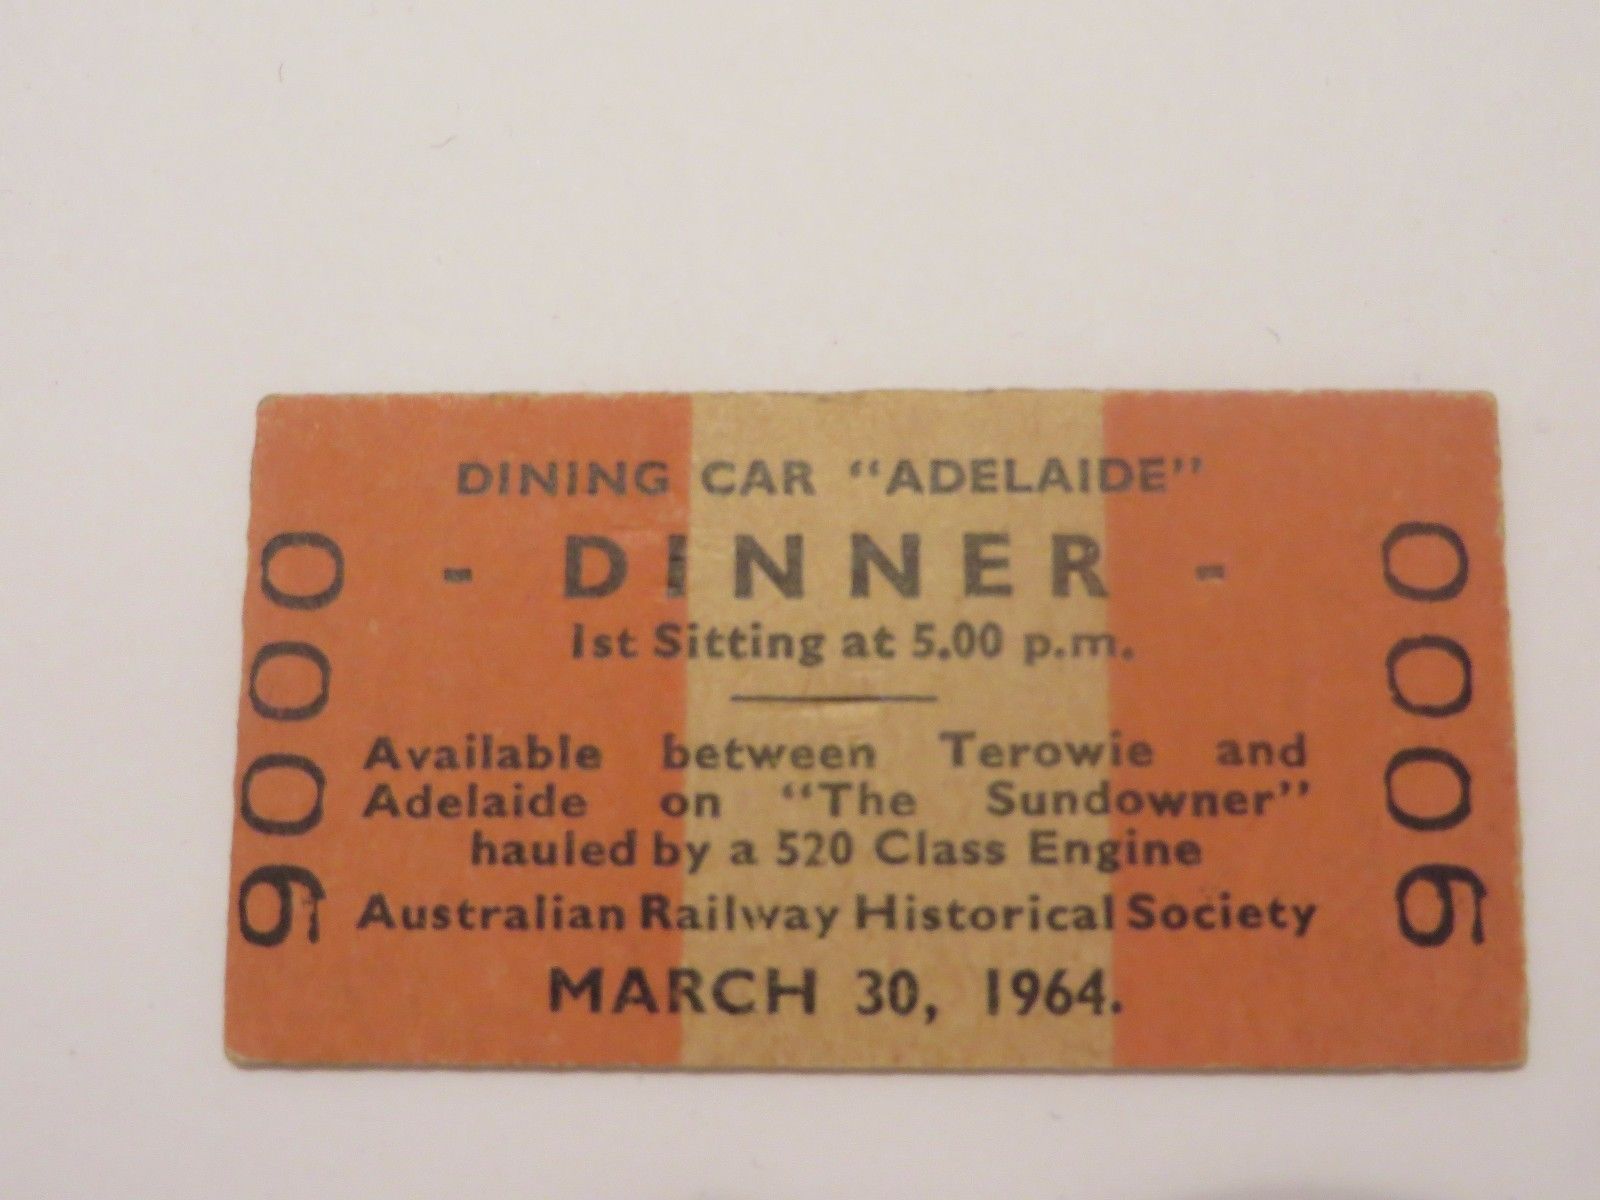 DINING CAR "ADELAIDE"
- DINNER -
1st Sitting at 5.00 p.m.
Available between Terowie and
Adelaide on "The Sundowner"
hauled by a 520 Class Engine
Australian Railway Historical Society
MARCH 30, 1964.
0006
0006